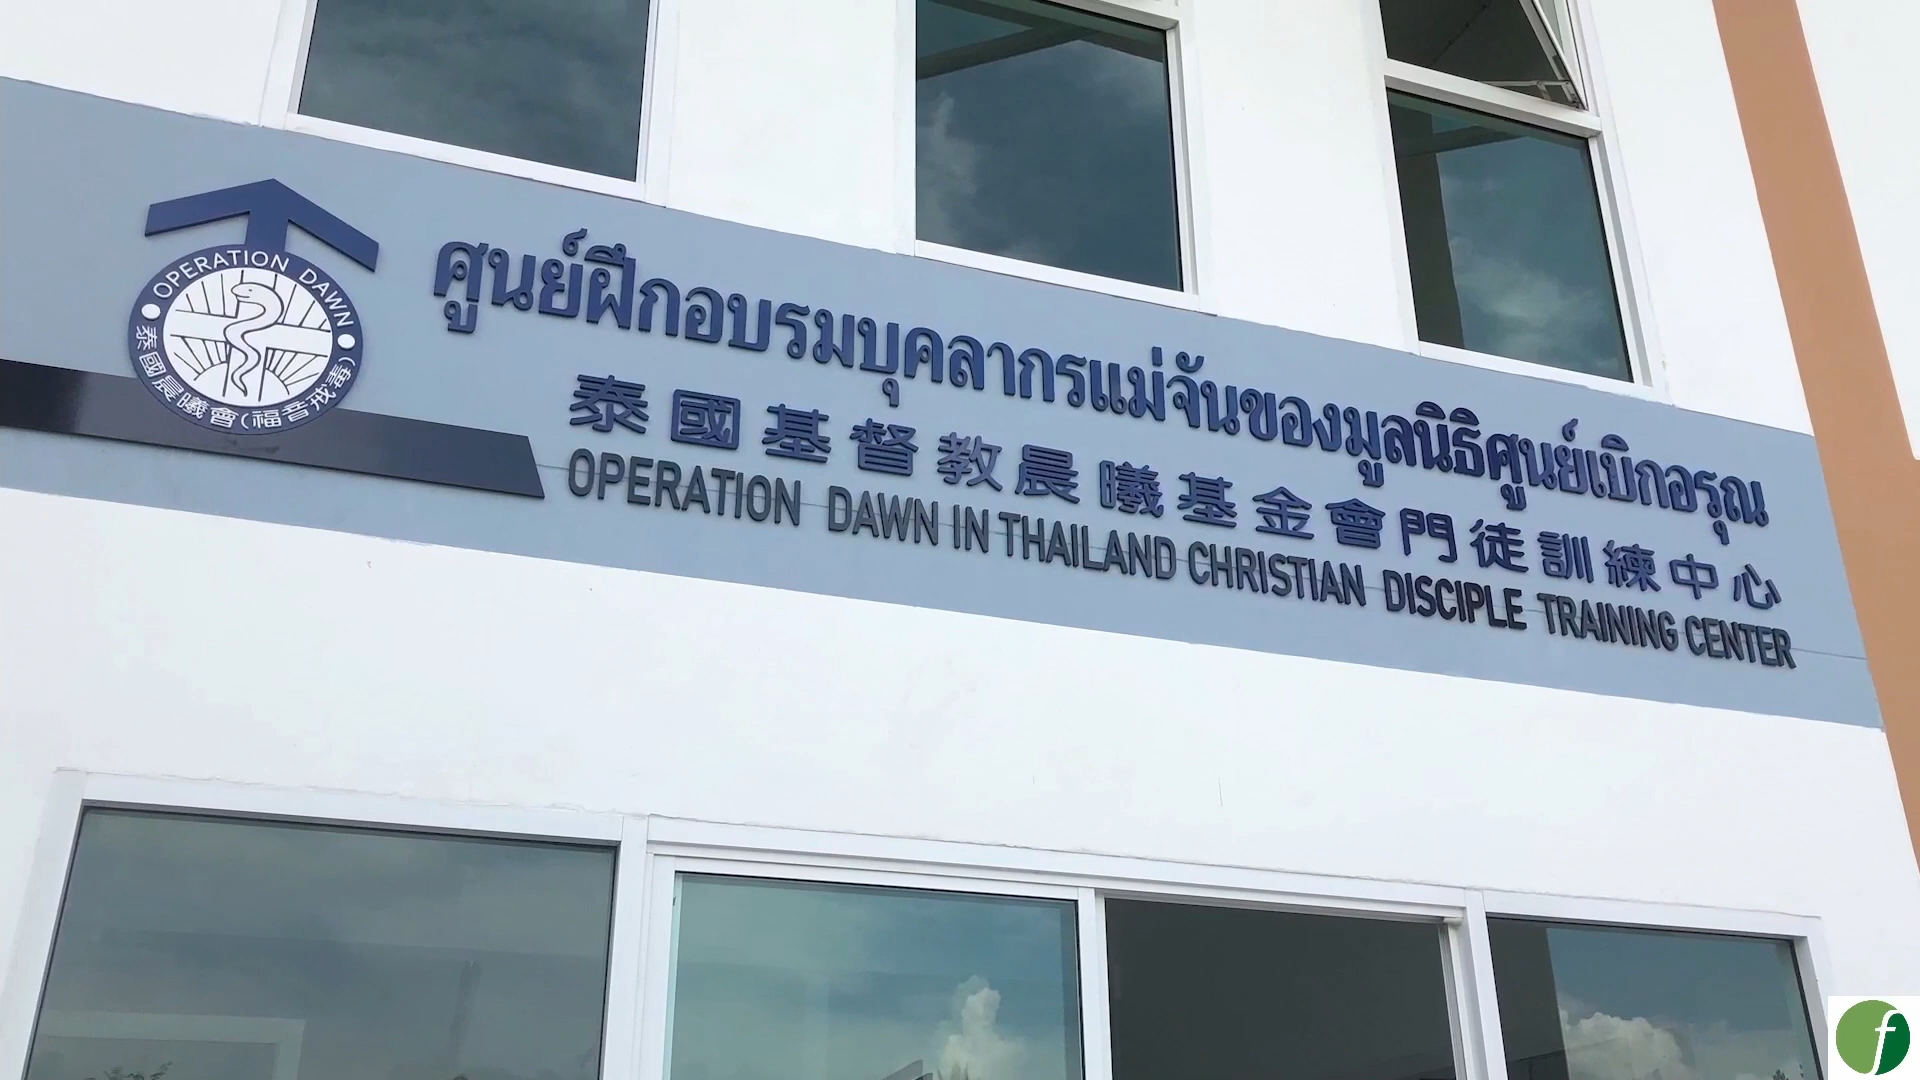 OPERATION DAWN
泰國晨曦會(福音戒毒)
ศูนย์ฝึกอบรมบุคลากรแม่จันของมูลนิธิศูนย์เบิกอรุณ
泰國基督教晨曦基金會門徒訓練中心
OPERATION DAWN IN THAILAND CHRISTIAN DISCIPLE TRAINING CENTER
f